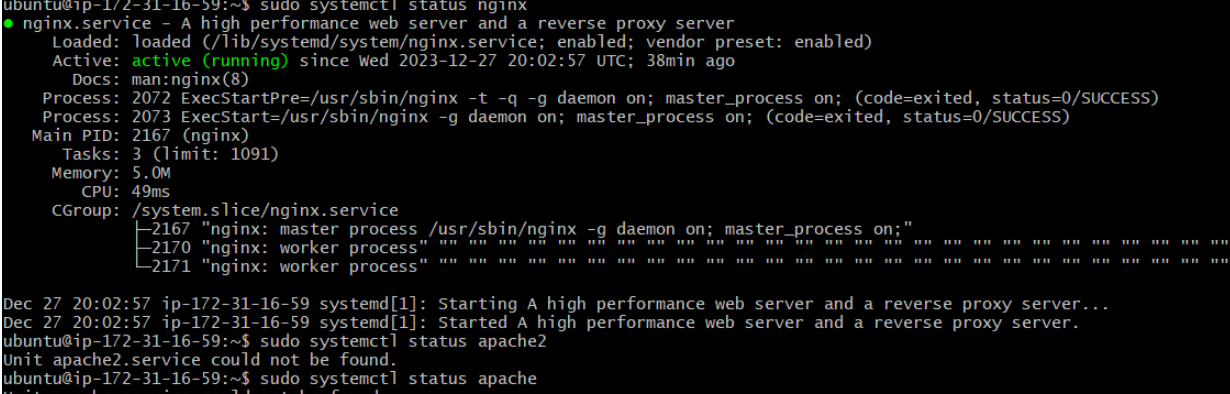 ubuntu@ip-172-31-16-59:~$ sudo systemctl status nginx
● nginx.service - A high performance web server and a reverse proxy server
Loaded: loaded (/lib/systemd/system/nginx.service; enabled; vendor preset: enabled)
Active: active (running) since Wed 2023-12-27 20:02:57 UTC; 38min ago
Docs: man:nginx(8)
Process: 2072 ExecStartPre=/usr/sbin/nginx -t -q -g daemon on; master_process on; (code=exited, status=0/SUCCESS)
Process: 2073 ExecStart=/usr/sbin/nginx -g daemon on; master_process on; (code=exited, status=0/SUCCESS)
Main PID: 2167 (nginx)
Tasks: 3 (limit: 1091)
Memory: 5.0M
CPU: 49ms
CGroup: /system.slice/nginx.service
├─2167 "nginx: master process /usr/sbin/nginx -g daemon on; master_process on;"
├─2170 "nginx: worker process" "" "" "" "" "" "" "" "" "" "" "" "" "" "" "" "" "" "" "" "" "" "" "" "" "" "" ""
└─2171 "nginx: worker process" "" "" "" "" "" "" "" "" "" "" "" "" "" "" "" "" "" "" "" "" "" "" "" "" "" "" ""
Dec 27 20:02:57 ip-172-31-16-59 systemd[1]: Starting A high performance web server and a reverse proxy server...
Dec 27 20:02:57 ip-172-31-16-59 systemd[1]: Started A high performance web server and a reverse proxy server.
ubuntu@ip-172-31-16-59:~$ sudo systemctl status apache2
Unit apache2.service could not be found.
ubuntu@ip-172-31-16-59:~$ sudo systemctl status apache